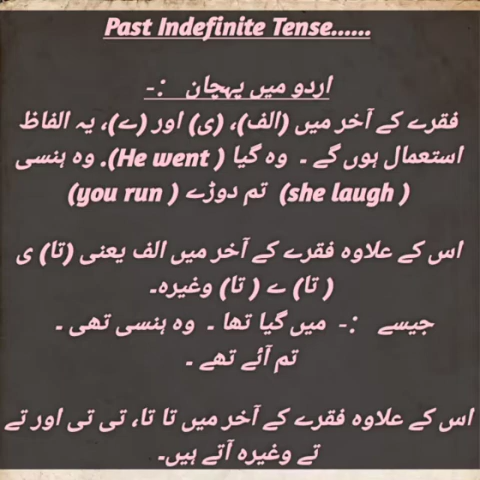 Past Indefinite Tense......
اردو میں پہچان :-
فقرے کے آخر میں (الف)، (ی) اور (ے)، یہ الفاظ
استعمال ہوں گے ۔ وہ گیا ( He went). وہ ہنسی
( she laugh) تم دوڑے ( you run)
اس کے علاوہ فقرے کے آخر میں الف یعنی (تا) ی
( تا) ے ( تا) وغیرہ۔
جیسے :- میں گیا تھا ۔ وہ ہنسی تھی ۔
تم آئے تھے ۔
اس کے علاوہ فقرے کے آخر میں تا تا، تی تی اور تے
تے وغیرہ آتے ہیں۔